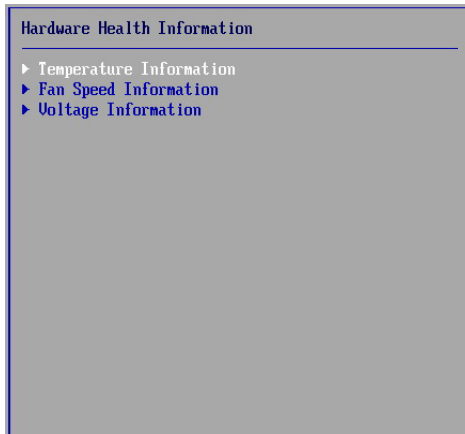 Hardware Health Information
▶ Temperature Information
▶ Fan Speed Information
▶ Voltage Information